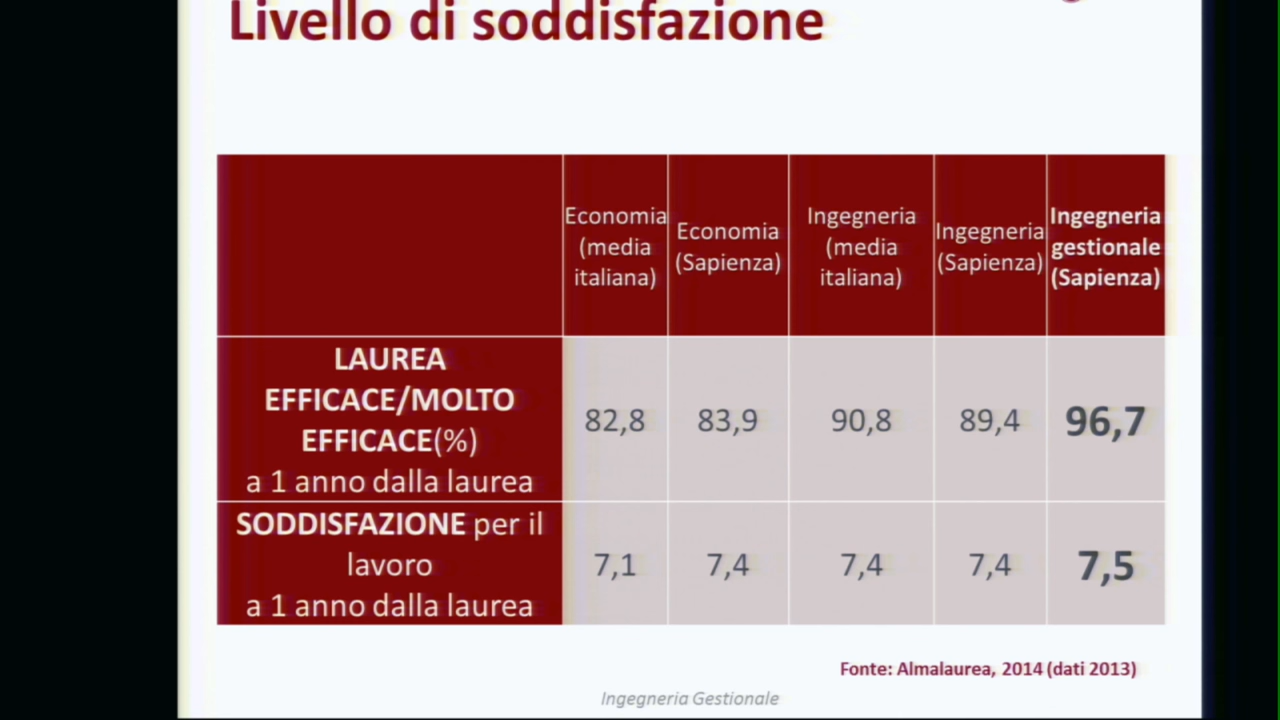 Livello di soddisfazione
Economia
(media
italiana)
Economia
(Sapienza)
Ingegneria
(media
italiana)
Ingegneria
(Sapienza)
Ingegneria
gestionale
(Sapienza)
LAUREA
EFFICACE/MOLTO
EFFICACE(%)
a 1 anno dalla laurea
82,8
83,9
90,8
89,4
96,7
SODDISFAZIONE per il
lavoro
a 1 anno dalla laurea
7,1
7,4
7,4
7,4
7,5
Fonte: Almalaurea, 2014 (dati 2013)
Ingegneria Gestionale